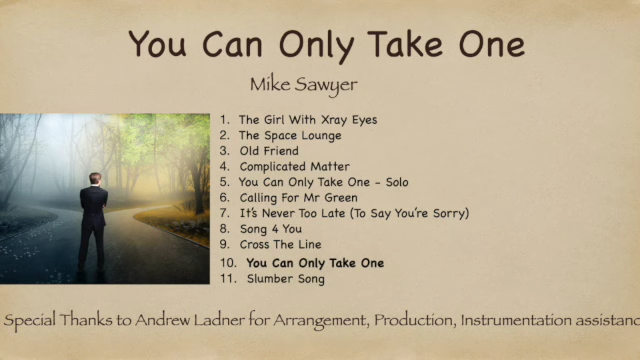 You Can Only Take One
Mike Sawyer
1. The Girl With Xray Eyes
2. The Space Lounge
3. Old Friend
4. Complicated Matter
5. You Can Only Take One - Solo
6. Calling For Mr Green
7. It's Never Too Late (To Say You're Sorry)
8. Song 4 You
9. Cross The Line
10. You Can Only Take One
11. Slumber Song
Special Thanks to Andrew Ladner for Arrangement, Production, Instrumentation